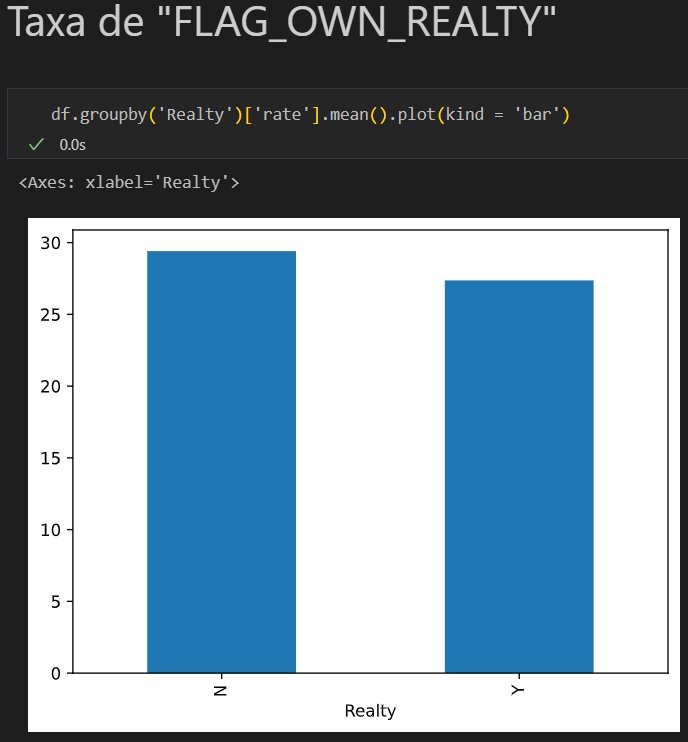 Taxa de "FLAG_OWN_REALTY"
df.groupby('Realty')['rate'].mean().plot(kind = 'bar')
0.0s
<Axes: xlabel='Realty'>
30
25
20
15
10
5
0
N
Y
Realty